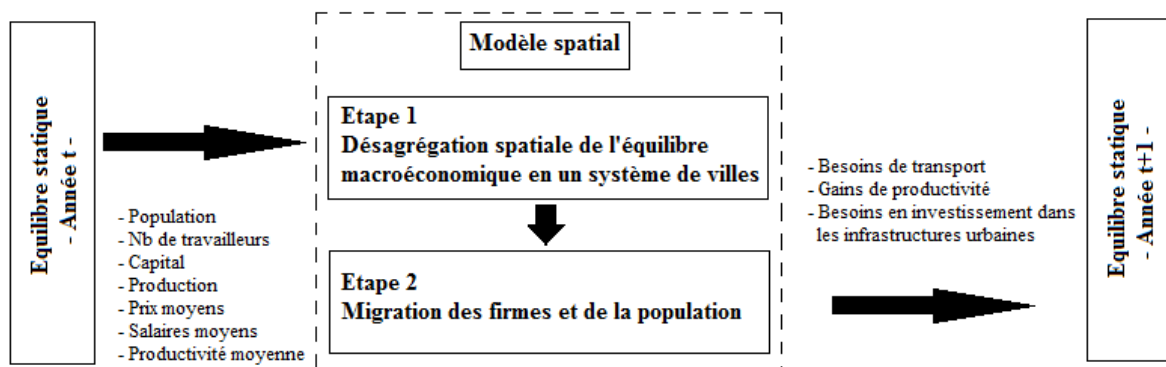 Equilibre statique
- Année t -
- Population
- Nb de travailleurs
- Capital
- Production
- Prix moyens
- Salaires moyens
- Productivité moyenne
Modèle spatial
Etape 1
Désagrégation spatiale de l'équilibre
macroéconomique en un système de villes
Etape 2
Migration des firmes et de la population
- Besoins de transport
- Gains de productivité
- Besoins en investissement dans
les infrastructures urbaines
Equilibre statique
- Année t+1 -